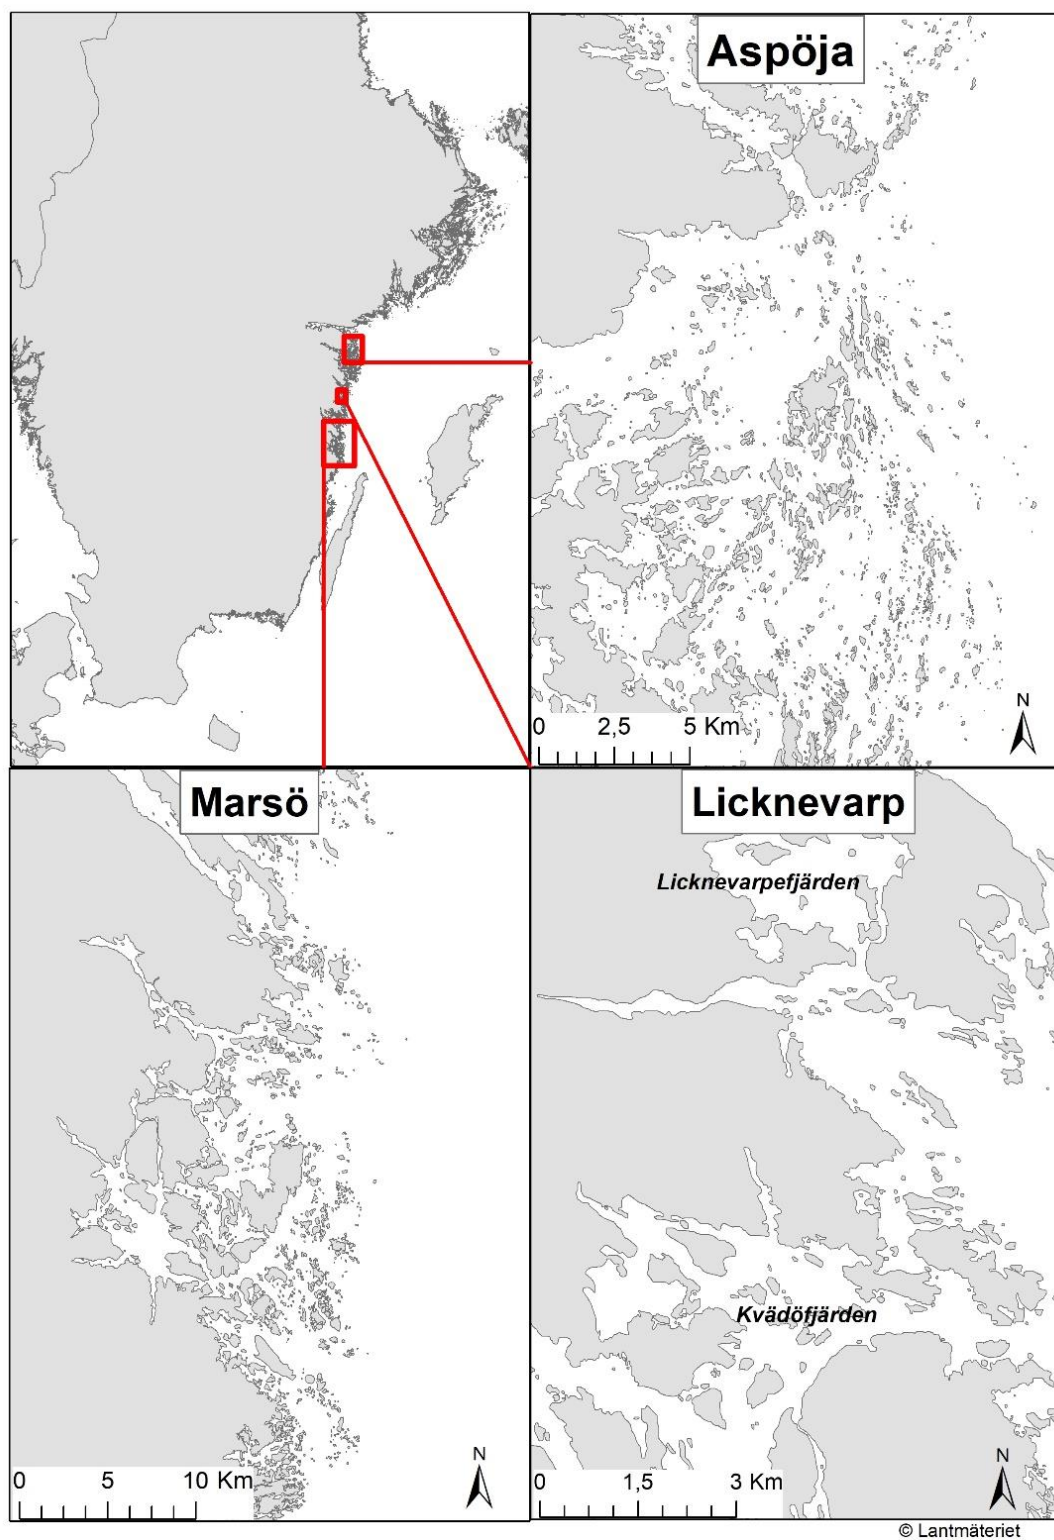 Aspöja
N
0 2,5 5 Km
Marsö
N
0 5 10 Km
Licknevarp
Licknevarpefjärden
Kvädöfjärden
N
0 1,5 3 Km
© Lantmäteriet